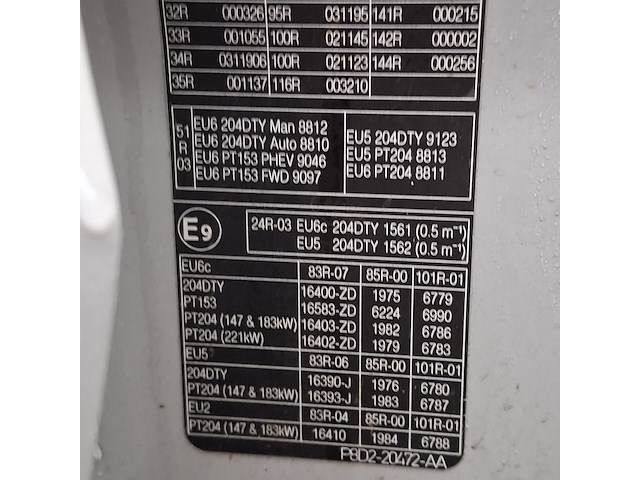 32R 000326 95R 031195 141R 000215
33R 001055 100R 021145 142R 000002
34R 0311906 100R 021123 144R 000256
35R 001137 116R 003210
51 R 03
EU6 204DTY Man 8812
EU6 204DTY Auto 8810
EU6 PT153 PHEV 9046
EU6 PT153 FWD 9097
EU5 204DTY 9123
EU5 PT204 8813
EU6 PT204 8811
E9
24R-03 EU6c 204DTY 1561 (0.5 m⁻¹)
EU5 204DTY 1562 (0.5 m⁻¹)
EU6c 83R-07 85R-00 101R-01
204DTY 16400-ZD 1975 6779
PT153 16583-ZD 6224 6990
PT204 (147 & 183kW) 16403-ZD 1982 6786
PT204 (221kW) 16402-ZD 1979 6783
EU5 83R-06 85R-00 101R-01
204DTY 16390-J 1976 6780
PT204 (147 & 183kW) 16393-J 1983 6787
EU2 83R-04 85R-00 101R-01
PT204 (147 & 183kW) 16410 1984 6788
P8D2-20472-AA